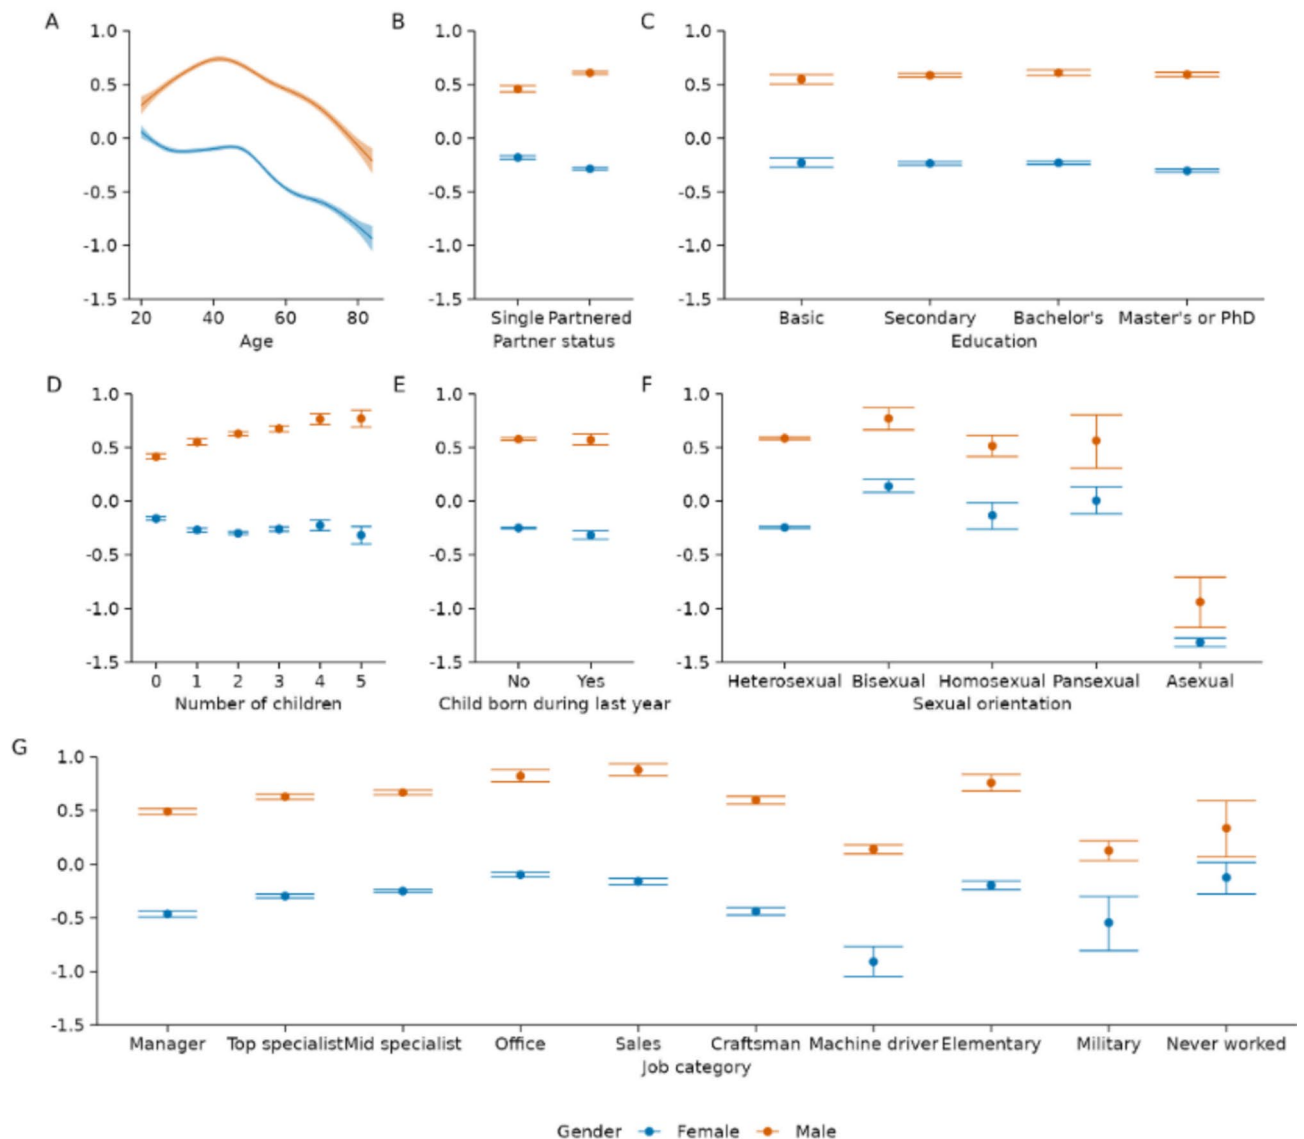 A
B
C
1.0
0.5
0.0
-0.5
-1.0
-1.5
1.0
0.5
0.0
-0.5
-1.0
-1.5
1.0
0.5
0.0
-0.5
-1.0
-1.5
20 40 60 80
Age
Single Partnered
Partner status
Basic Secondary Bachelor's Master's or PhD
Education
D
E
F
1.0
0.5
0.0
-0.5
-1.0
-1.5
1.0
0.5
0.0
-0.5
-1.0
-1.5
1.0
0.5
0.0
-0.5
-1.0
-1.5
0 1 2 3 4 5
Number of children
No Yes
Child born during last year
Heterosexual Bisexual Homosexual Pansexual Asexual
Sexual orientation
G
1.0
0.5
0.0
-0.5
-1.0
-1.5
Manager Top specialist Mid specialist Office Sales Craftsman Machine driver Elementary Military Never worked
Job category
Gender Female Male